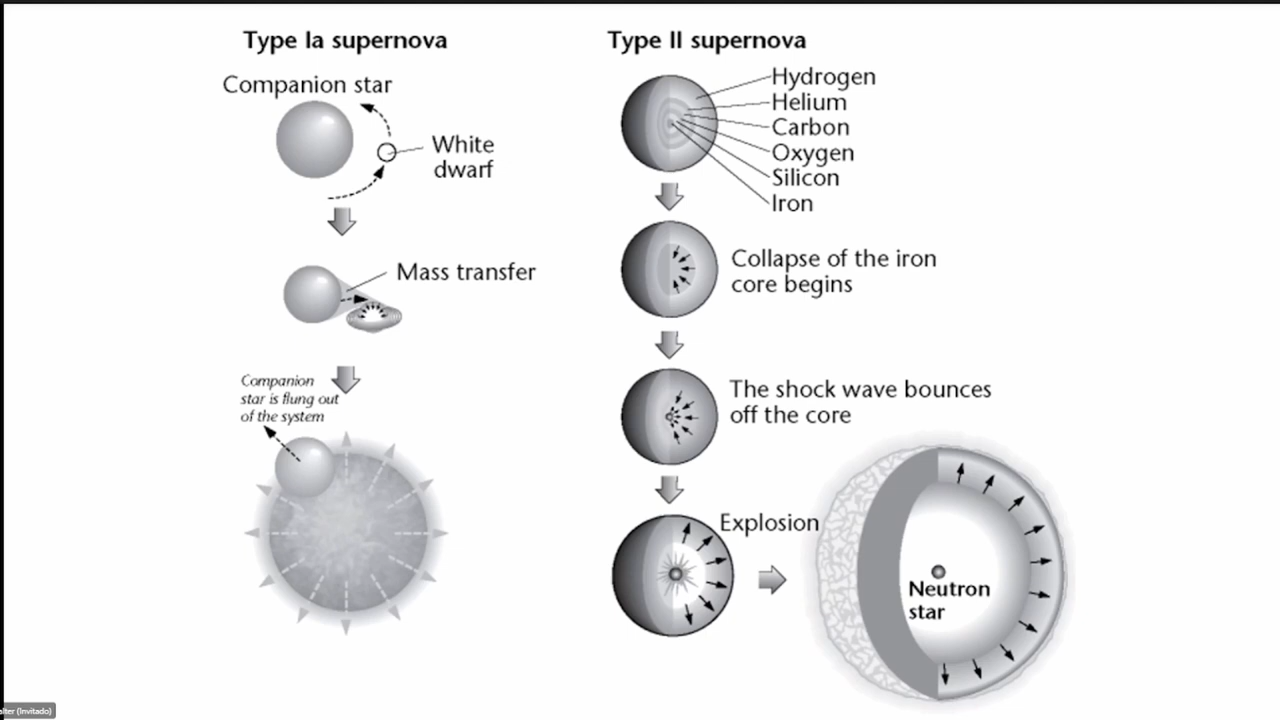 Type Ia supernova
Companion star
White
dwarf
Mass transfer
Companion
star is flung out
of the system
Type II supernova
Hydrogen
Helium
Carbon
Oxygen
Silicon
Iron
Collapse of the iron
core begins
The shock wave bounces
off the core
Explosion
Neutron
star
(Invitado)